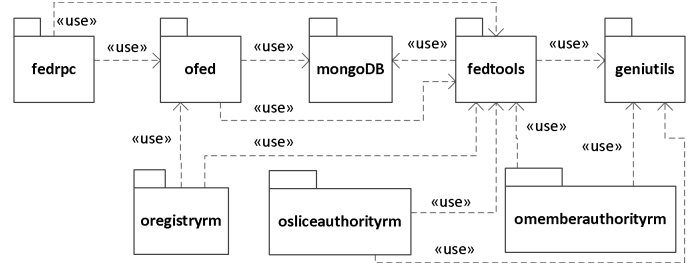 «use»
«use»
«use»
«use»
«use»
fedrpc
ofed
mongoDB
fedtools
geniutils
«use»
«use»
«use»
«use»
«use»
oregistryrm
osliceauthorityrm
«use»
omemberauthorityrm
«use»